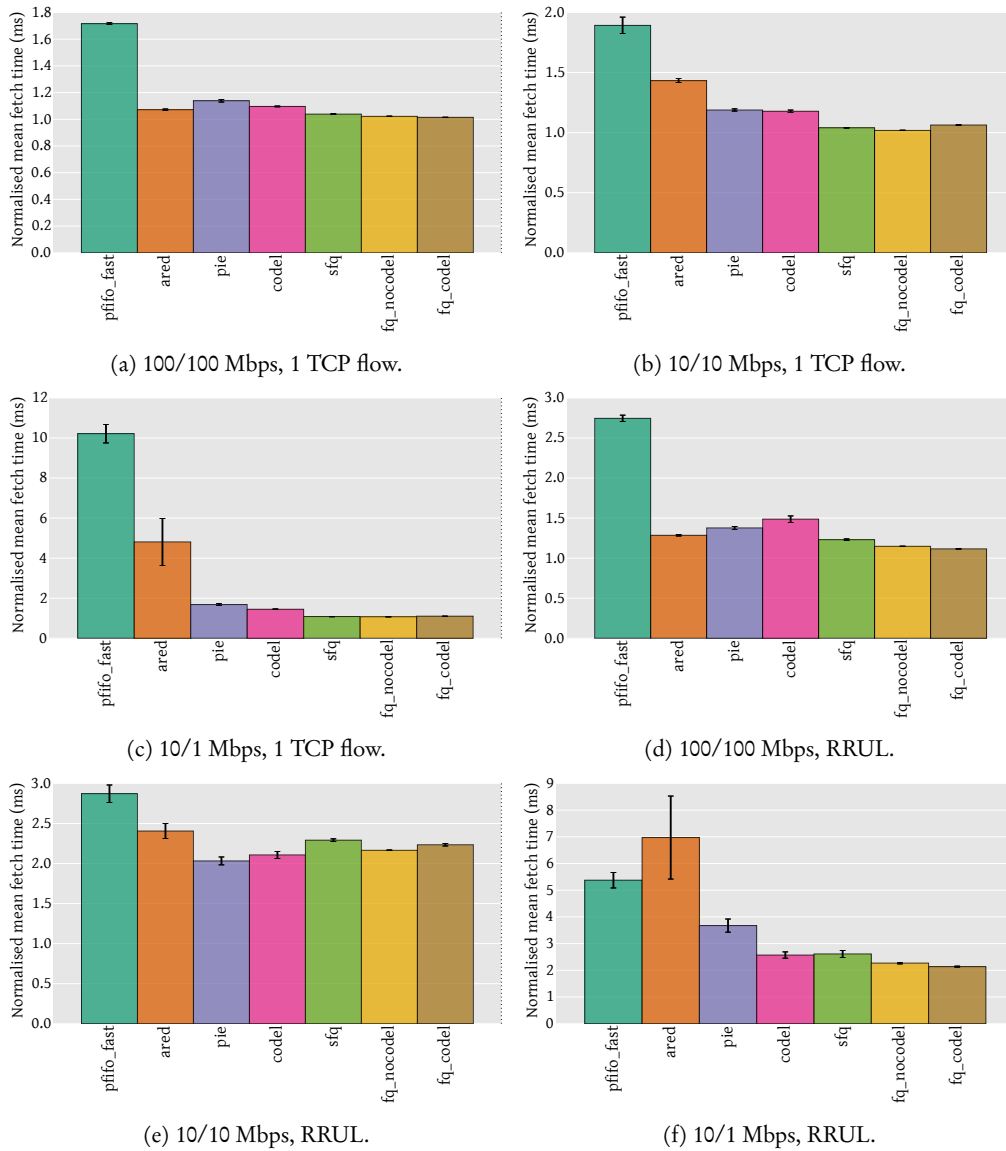 Normalised mean fetch time (ms)
1.8
1.6
1.4
1.2
1.0
0.8
0.6
0.4
0.2
0.0
pfifo_fast
ared
pie
codel
sfq
fq_nocodel
fq_codel
(a) 100/100 Mbps, 1 TCP flow.
Normalised mean fetch time (ms)
2.0
1.5
1.0
0.5
0.0
pfifo_fast
ared
pie
codel
sfq
fq_nocodel
fq_codel
(b) 10/10 Mbps, 1 TCP flow.
Normalised mean fetch time (ms)
12
10
8
6
4
2
0
pfifo_fast
ared
pie
codel
sfq
fq_nocodel
fq_codel
(c) 10/1 Mbps, 1 TCP flow.
Normalised mean fetch time (ms)
3.0
2.5
2.0
1.5
1.0
0.5
0.0
pfifo_fast
ared
pie
codel
sfq
fq_nocodel
fq_codel
(d) 100/100 Mbps, RRUL.
Normalised mean fetch time (ms)
3.0
2.5
2.0
1.5
1.0
0.5
0.0
pfifo_fast
ared
pie
codel
sfq
fq_nocodel
fq_codel
(e) 10/10 Mbps, RRUL.
Normalised mean fetch time (ms)
9
8
7
6
5
4
3
2
1
0
pfifo_fast
ared
pie
codel
sfq
fq_nocodel
fq_codel
(f) 10/1 Mbps, RRUL.